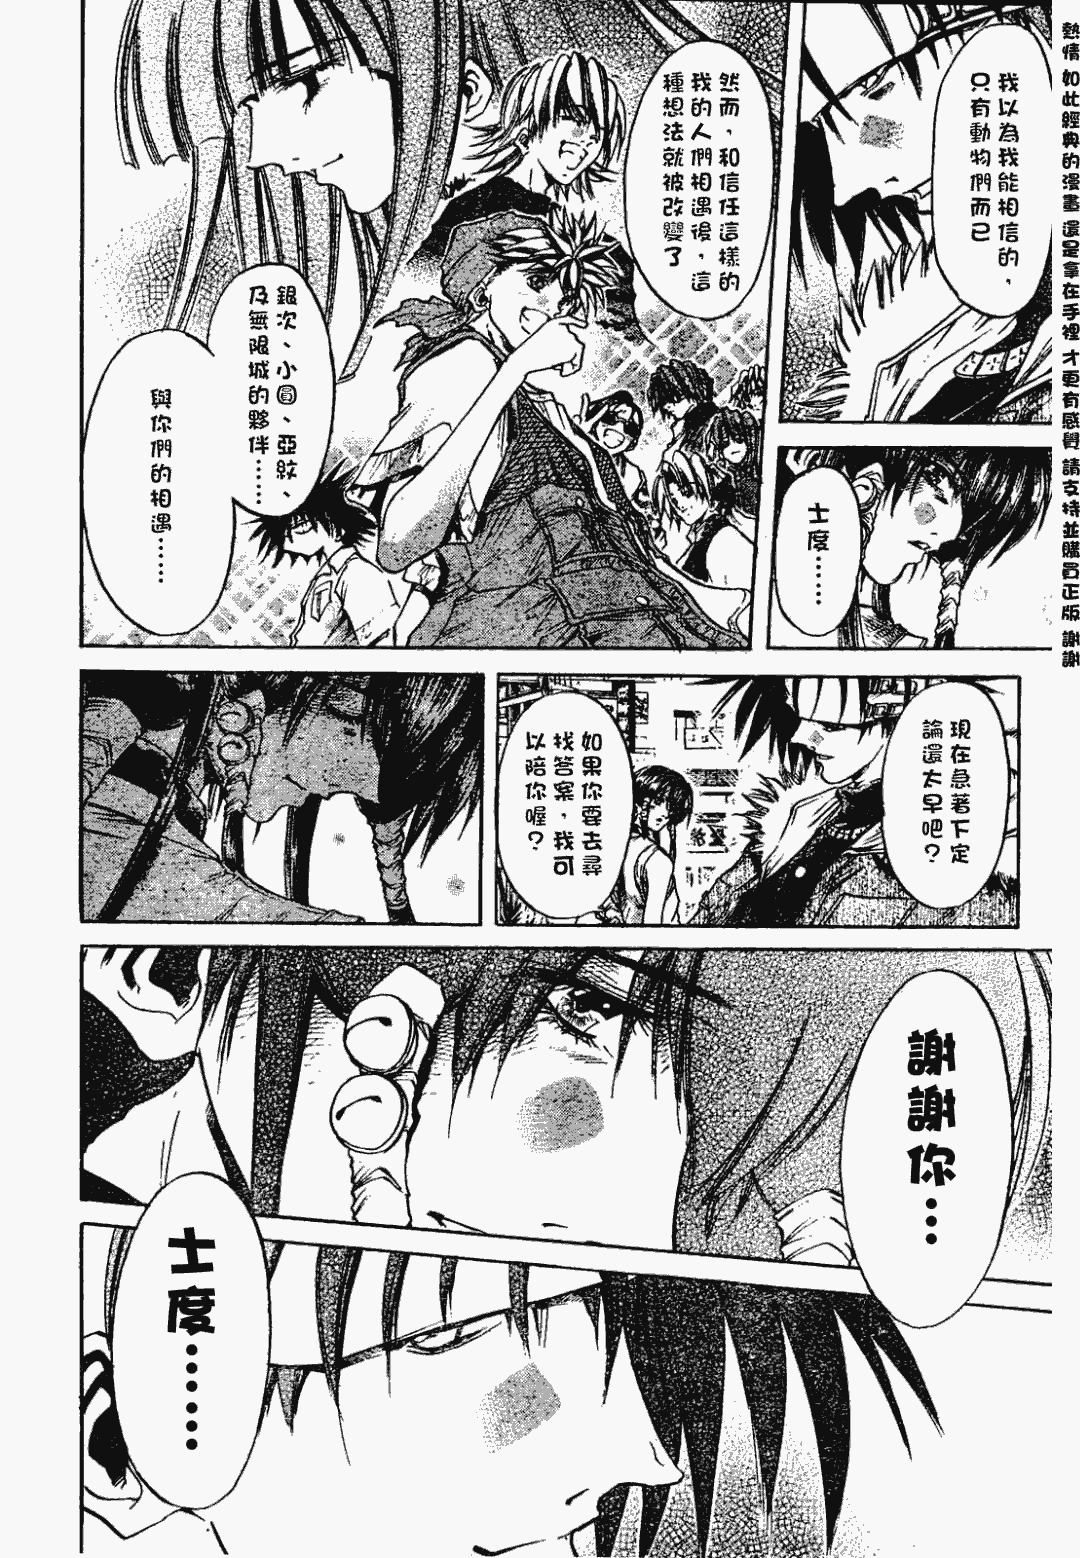 我以為我能相信的，
只有動物們而已
然而，和信任這樣的
我的人們相遇後，這
種想法就被改變了
銀次、小圓、亞紋、
及無限城的夥伴……
與你們的相遇……
士度……
現在急著下定
論還太早吧？
如果你要去尋
找答案，我可
以陪你喔？
謝謝你…
士度……
熱情 如此經典的漫畫 還是拿在手裡 才更有感覺 請支持並購買正版 謝謝